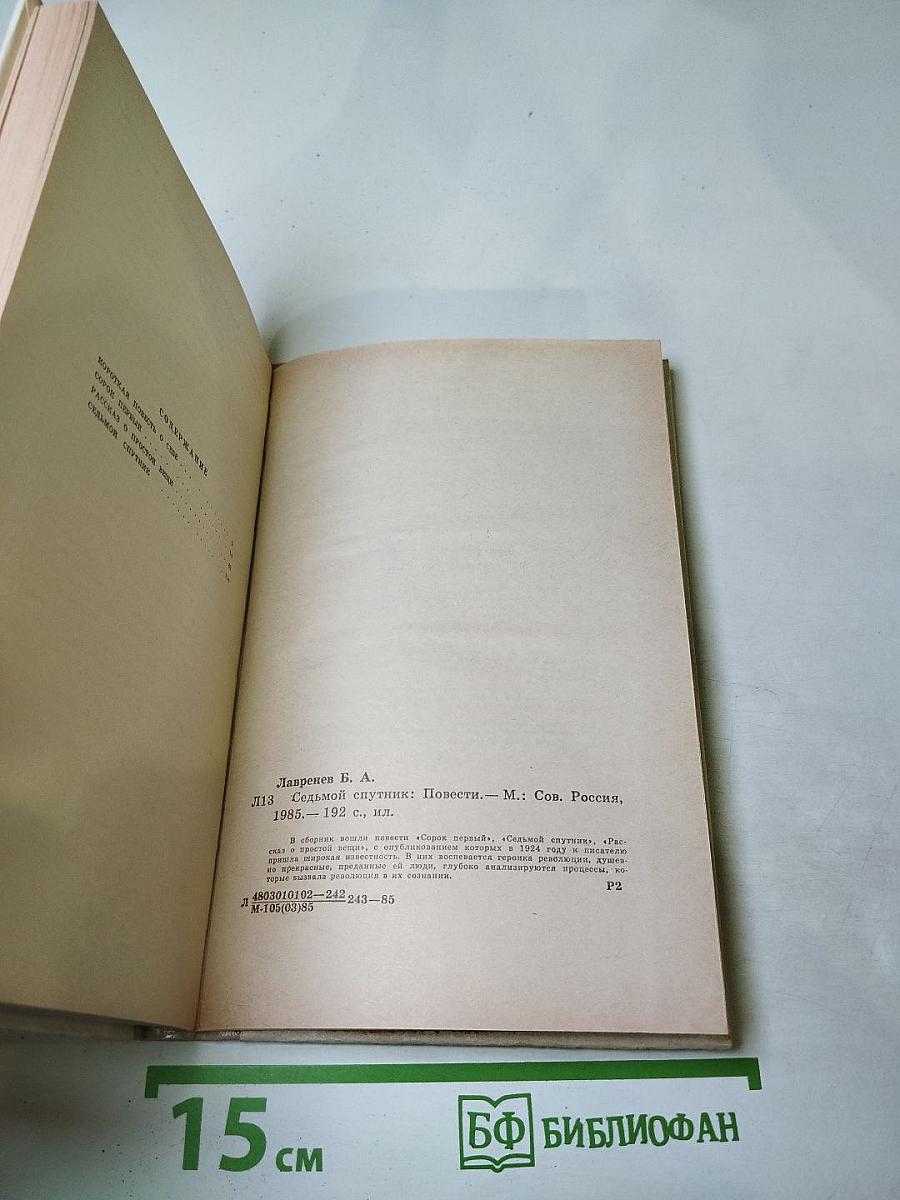 СОДЕРЖАНИЕ
КОРОТКАЯ ПОВЕСТЬ О СЕБЕ
СОРОК ПЕРВЫЙ
РАССКАЗ О ПРОСТОЙ ВЕЩИ
СЕДЬМОЙ СПУТНИК
Лавренев Б. А.
Л13 Седьмой спутник: Повести.— М.: Сов. Россия,
1985.— 192 с., ил.
В сборник вошли повести «Сорок первый», «Седьмой спутник», «Рас-
сказ о простой вещи», с опубликованием которых в 1924 году к писателю
пришла широкая известность. В них воспевается героика революции, душев-
но прекрасные, преданные ей люди, глубоко анализируются процессы, ко-
торые вызвала революция в их сознании.
Р2
Л 4803010102—242 243—85
М-105(03)85
15 см
БФ БИБЛИОФАН